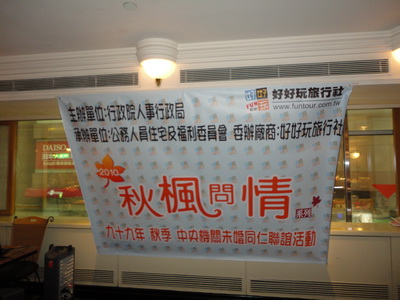 好好玩旅行社
www.funtour.com.tw
主辦單位:行政院人事行政局
承辦單位:公務人員住宅及福利委員會 委辦廠商:好好玩旅行社
2010
秋楓問情
系列
九十九年 秋季 中央機關未婚同仁聯誼活動
DAISO